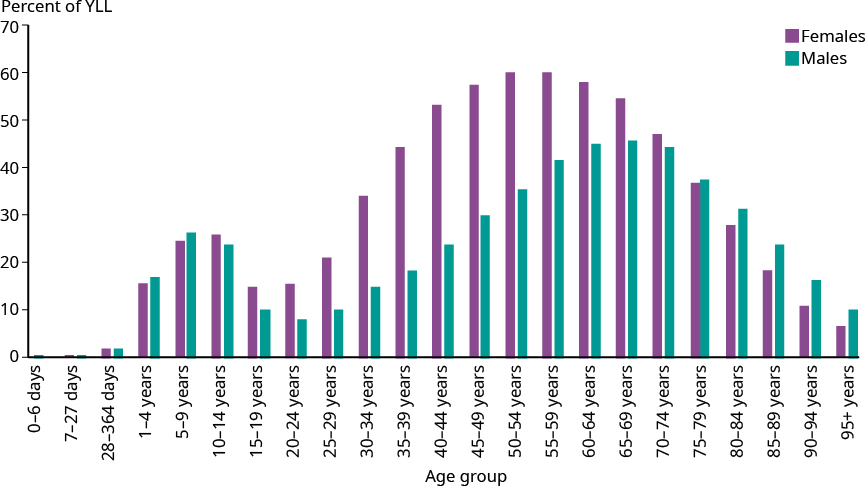 Percent of YLL
70
60
50
40
30
20
10
0
Females
Males
0–6 days
7–27 days
28–364 days
1–4 years
5–9 years
10–14 years
15–19 years
20–24 years
25–29 years
30–34 years
35–39 years
40–44 years
45–49 years
50–54 years
55–59 years
60–64 years
65–69 years
70–74 years
75–79 years
80–84 years
85–89 years
90–94 years
95+ years
Age group